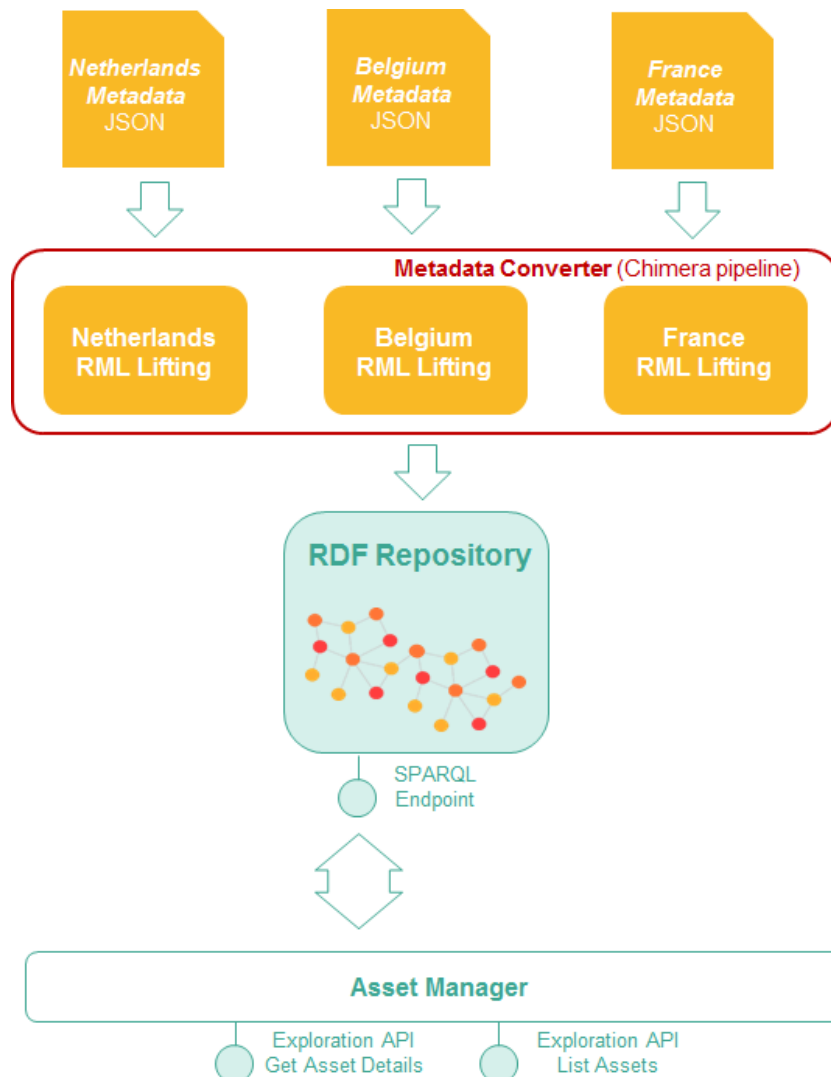 Netherlands
Metadata
JSON
Belgium
Metadata
JSON
France
Metadata
JSON
Metadata Converter (Chimera pipeline)
Netherlands
RML Lifting
Belgium
RML Lifting
France
RML Lifting
RDF Repository
SPARQL
Endpoint
Asset Manager
Exploration API
Get Asset Details
Exploration API
List Assets